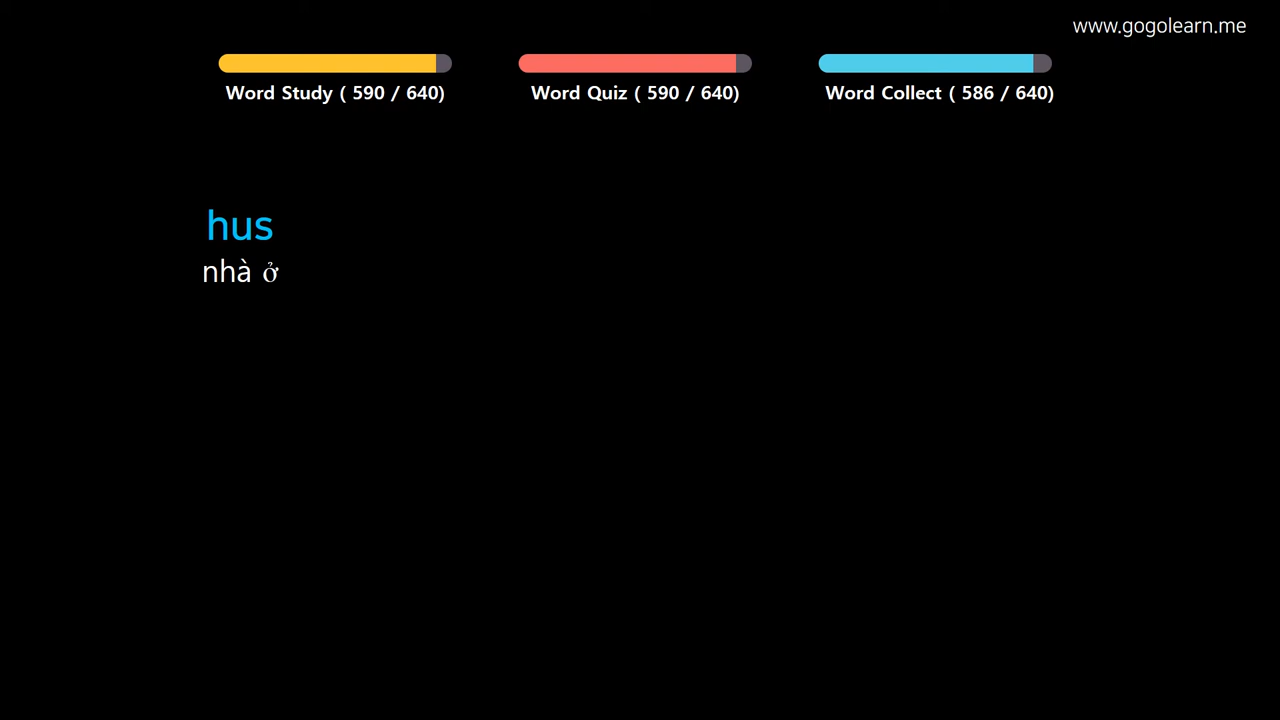 www.gogolearn.me
Word Study ( 590 / 640)
Word Quiz ( 590 / 640)
Word Collect ( 586 / 640)
hus
nhà ở